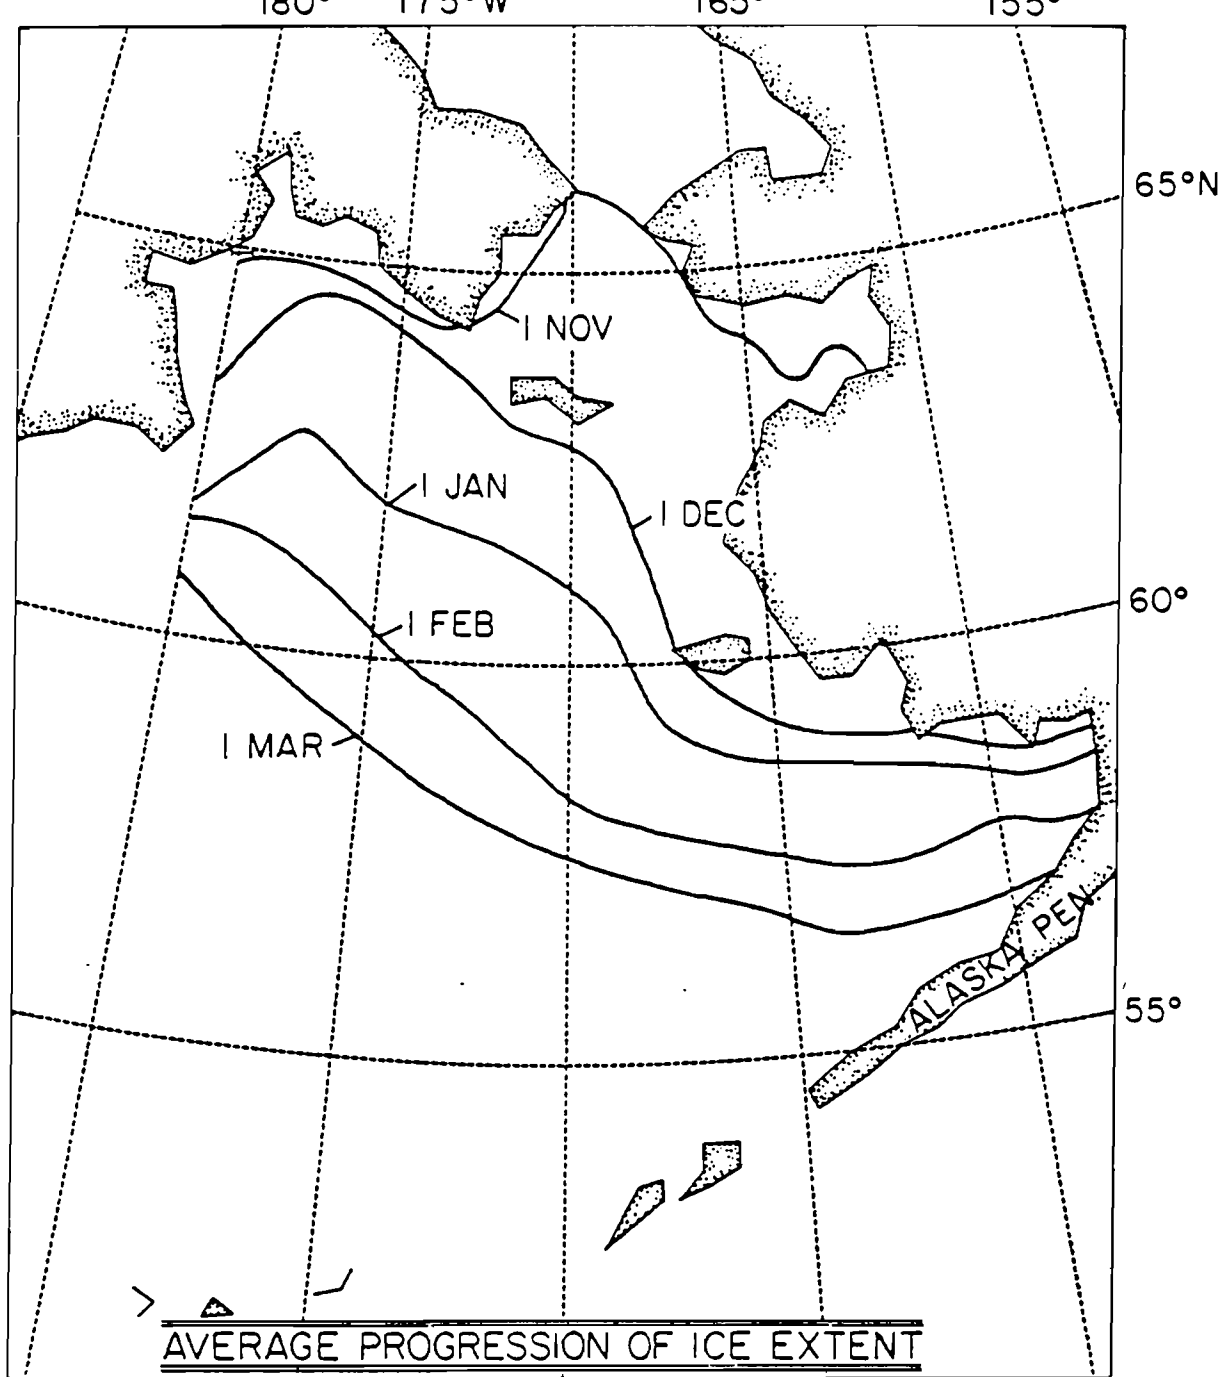 180° 175°W 165° 155°
65°N
1 NOV
1 JAN
1 DEC
60°
1 FEB
1 MAR
ALASKA PEN
55°
AVERAGE PROGRESSION OF ICE EXTENT